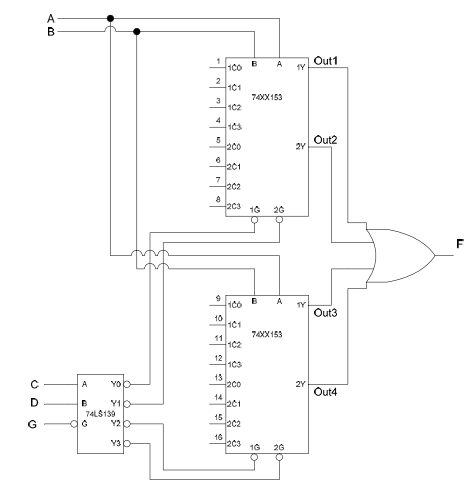 A
B
B A
1 1C0 1Y Out1
2 1C1
74XX153
3 1C2
4 1C3
5 2C0 2Y Out2
6 2C1
7 2C2
8 2C3
1G 2G
F
B A
9 1C0 1Y Out3
10 1C1
74XX153
11 1C2
12 1C3
13 2C0 2Y Out4
14 2C1
15 2C2
16 2C3
1G 2G
C A Y0
D B Y1
74LS139
G G Y2
Y3